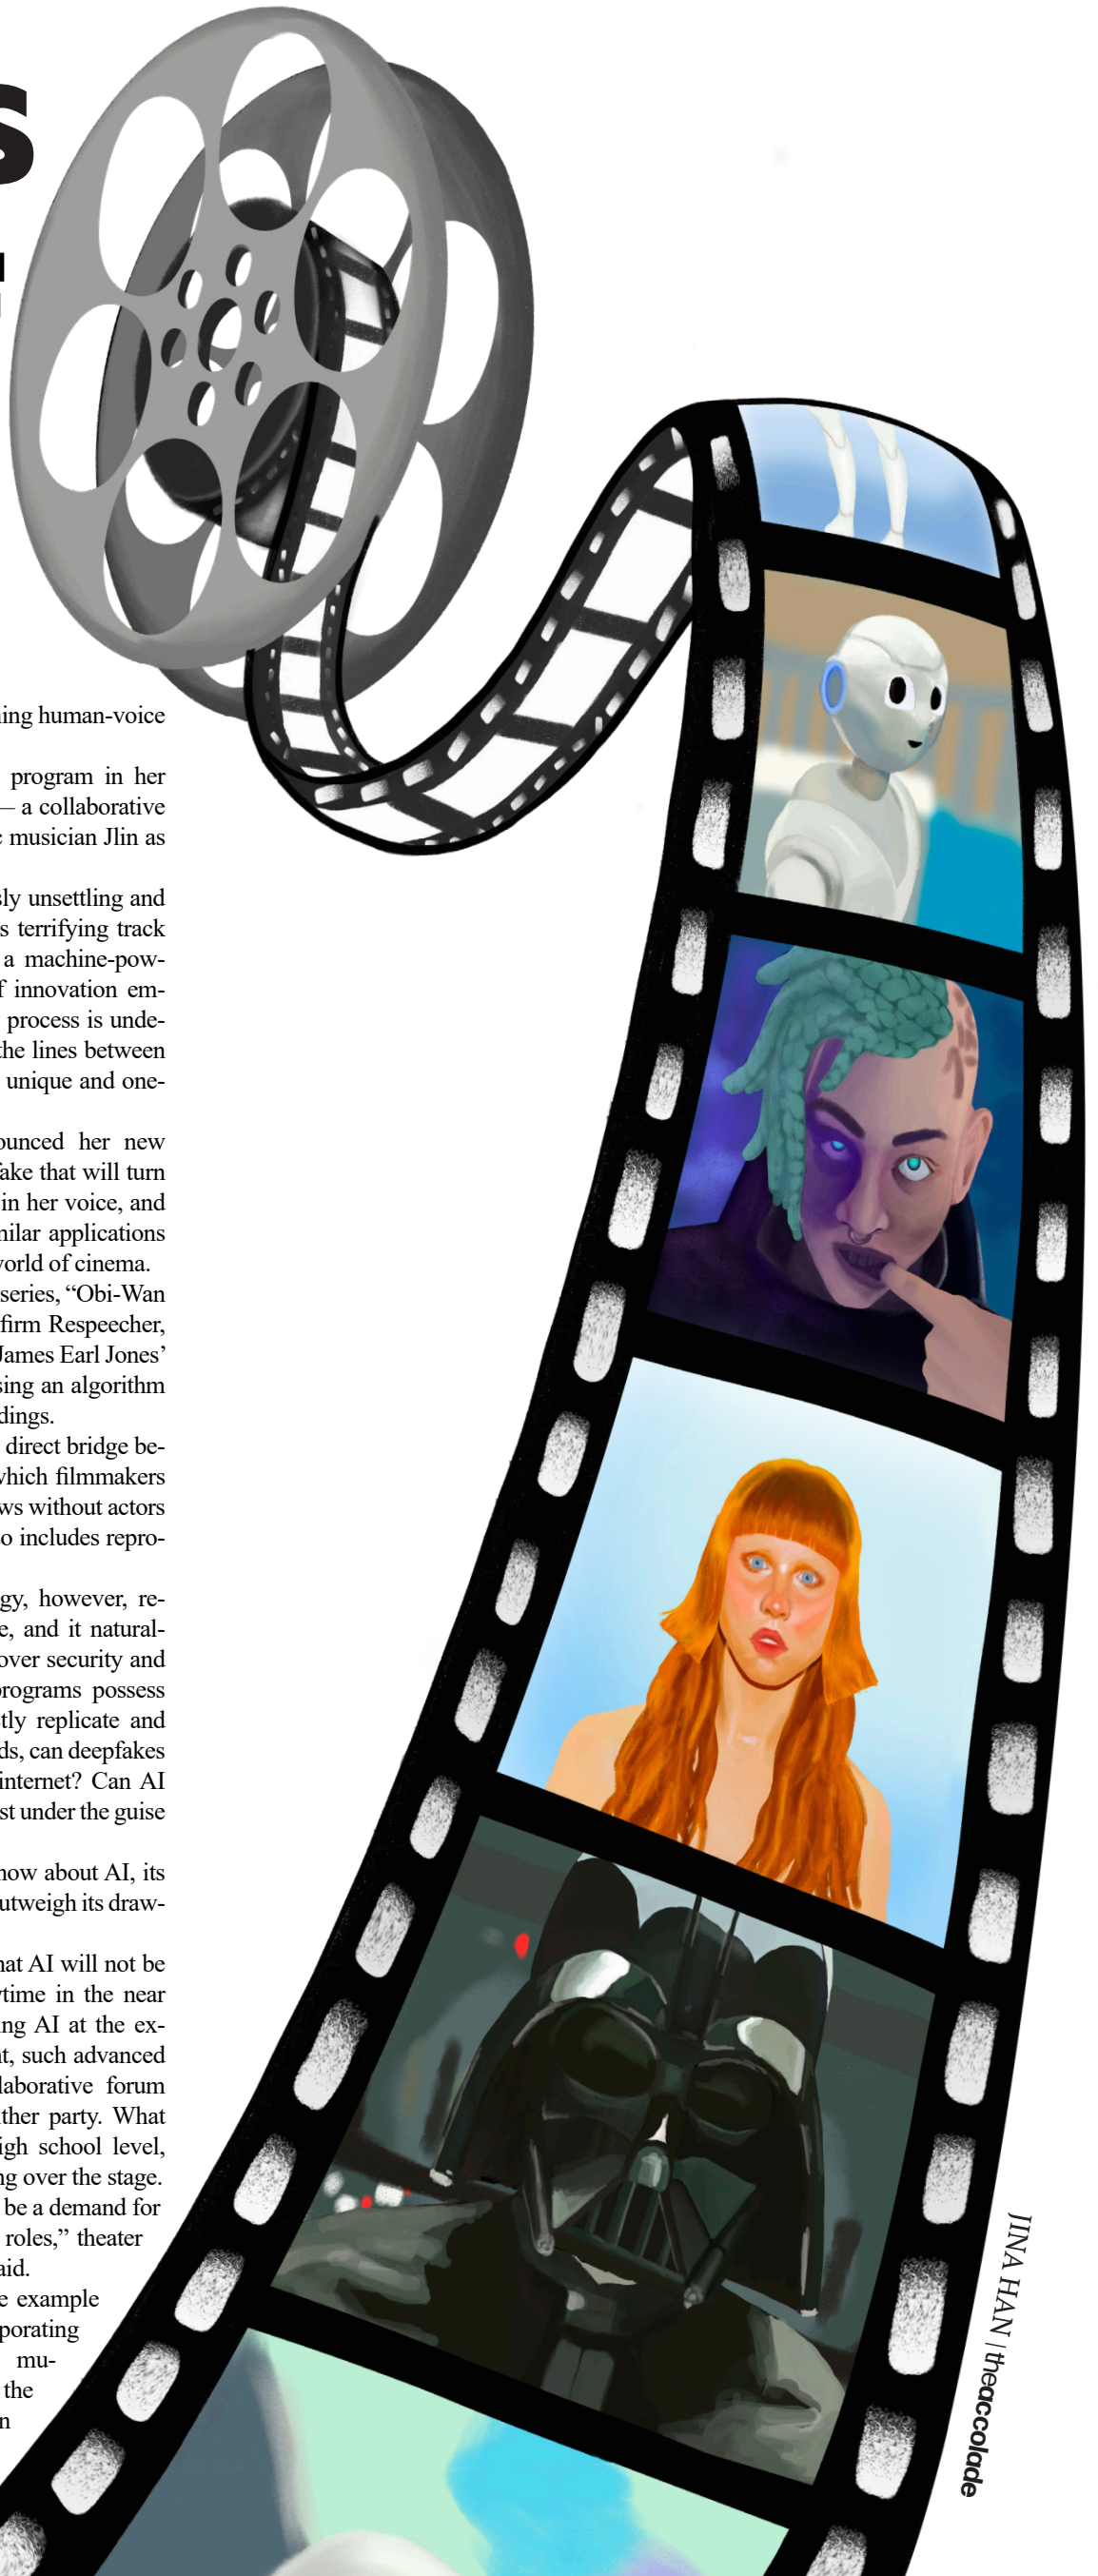 S
ing human-voice
program in her
— a collaborative
musician Jlin as
unsettling and
s terrifying track
a machine-pow-
f innovation em-
process is unde-
the lines between
unique and one-
ounced her new
fake that will turn
in her voice, and
milar applications
world of cinema.
series, “Obi-Wan
firm Respeecher,
James Earl Jones’
sing an algorithm
dings.
direct bridge be-
which filmmakers
ws without actors
o includes repro-
gy, however, re-
e, and it natural-
over security and
programs possess
tly replicate and
ds, can deepfakes
internet? Can AI
st under the guise
now about AI, its
utweigh its draw-
hat AI will not be
ytime in the near
ng AI at the ex-
nt, such advanced
laborative forum
ther party. What
igh school level,
ng over the stage.
be a demand for
roles,” theater
aid.
e example
porating
mu-
the
n
JINA HAN | theaccolade